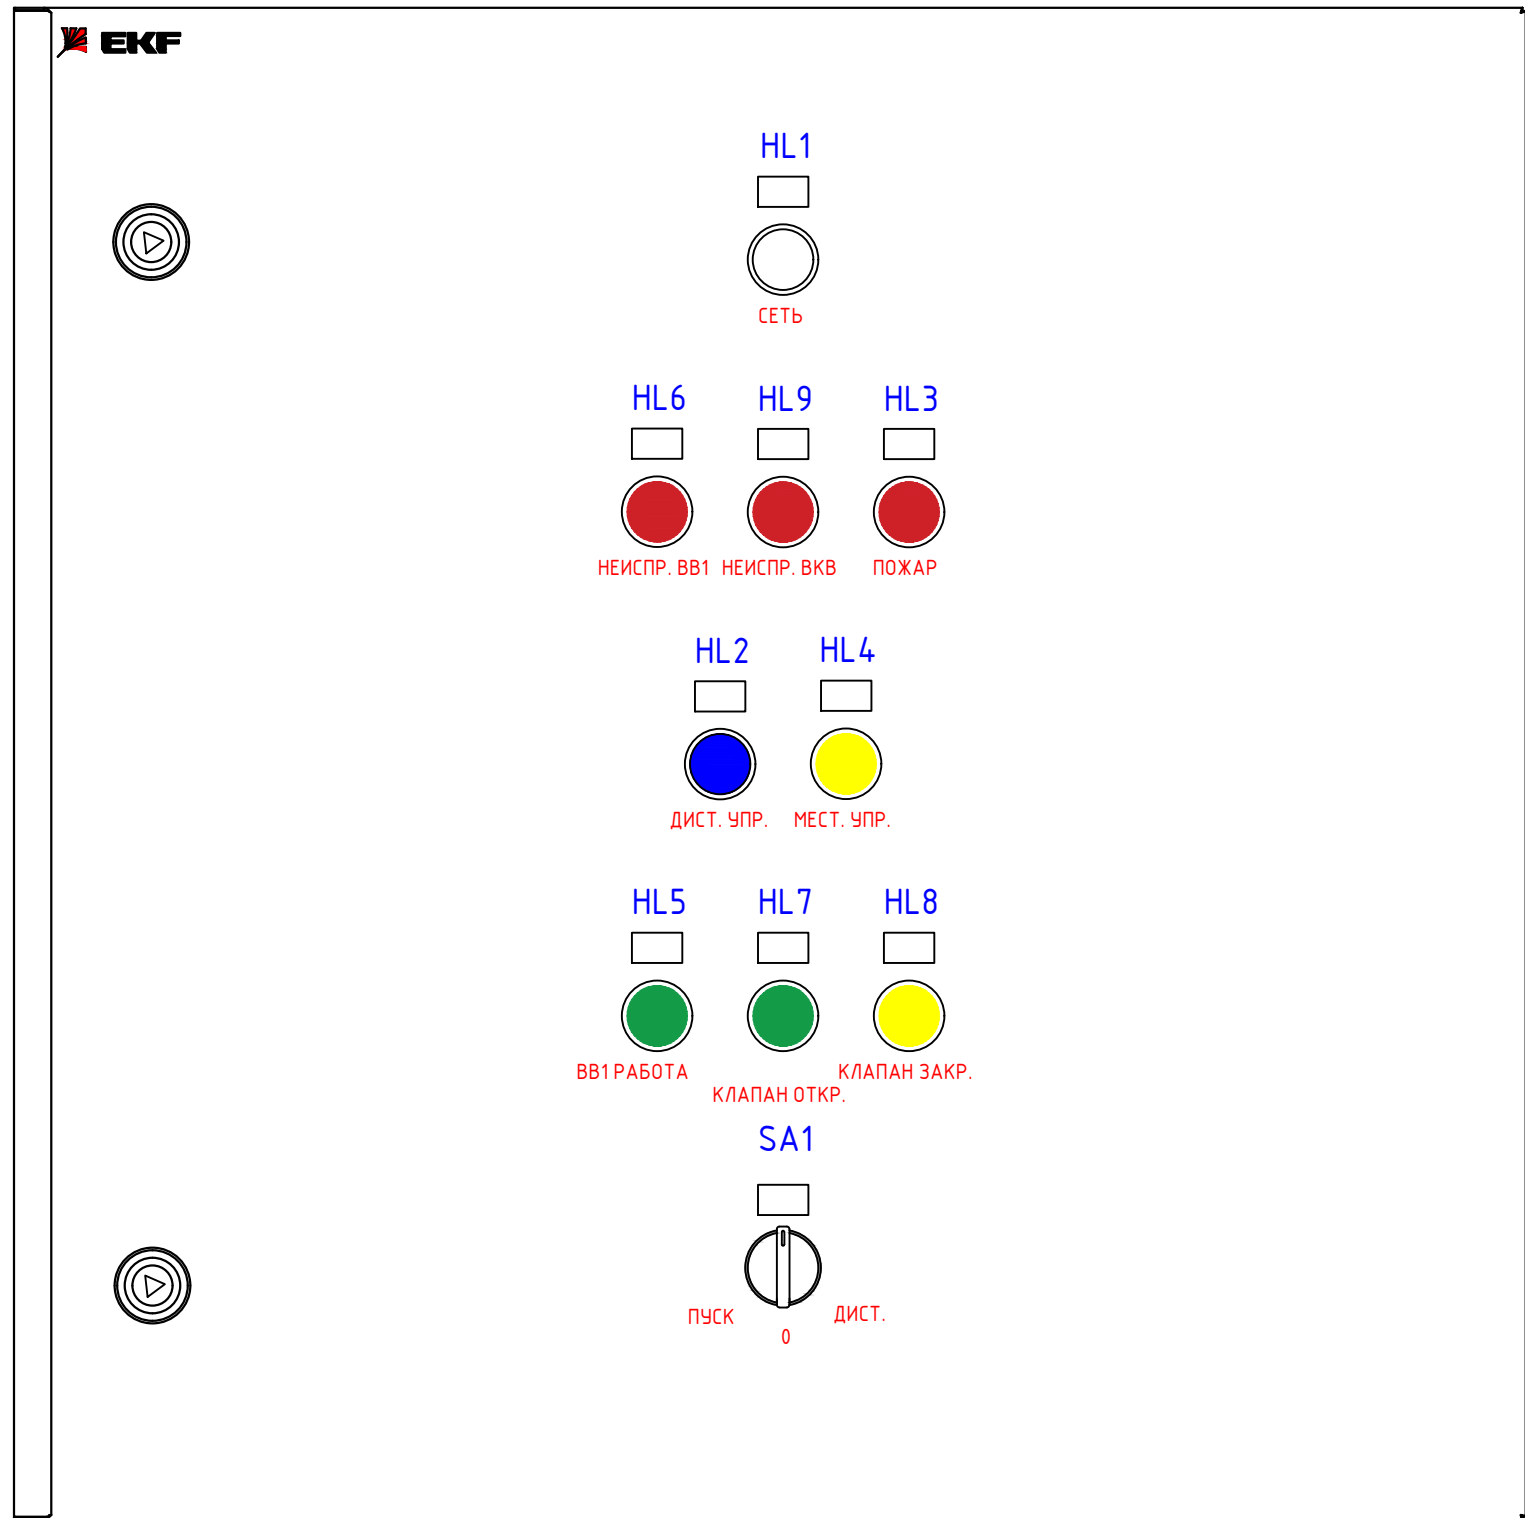 EKF
HL1
СЕТЬ
HL6 HL9 HL3
НЕИСПР. ВВ1 НЕИСПР. ВКВ ПОЖАР
HL2 HL4
ДИСТ. УПР. МЕСТ. УПР.
HL5 HL7 HL8
ВВ1 РАБОТА КЛАПАН ЗАКР.
КЛАПАН ОТКР.
SA1
ПУСК ДИСТ.
0